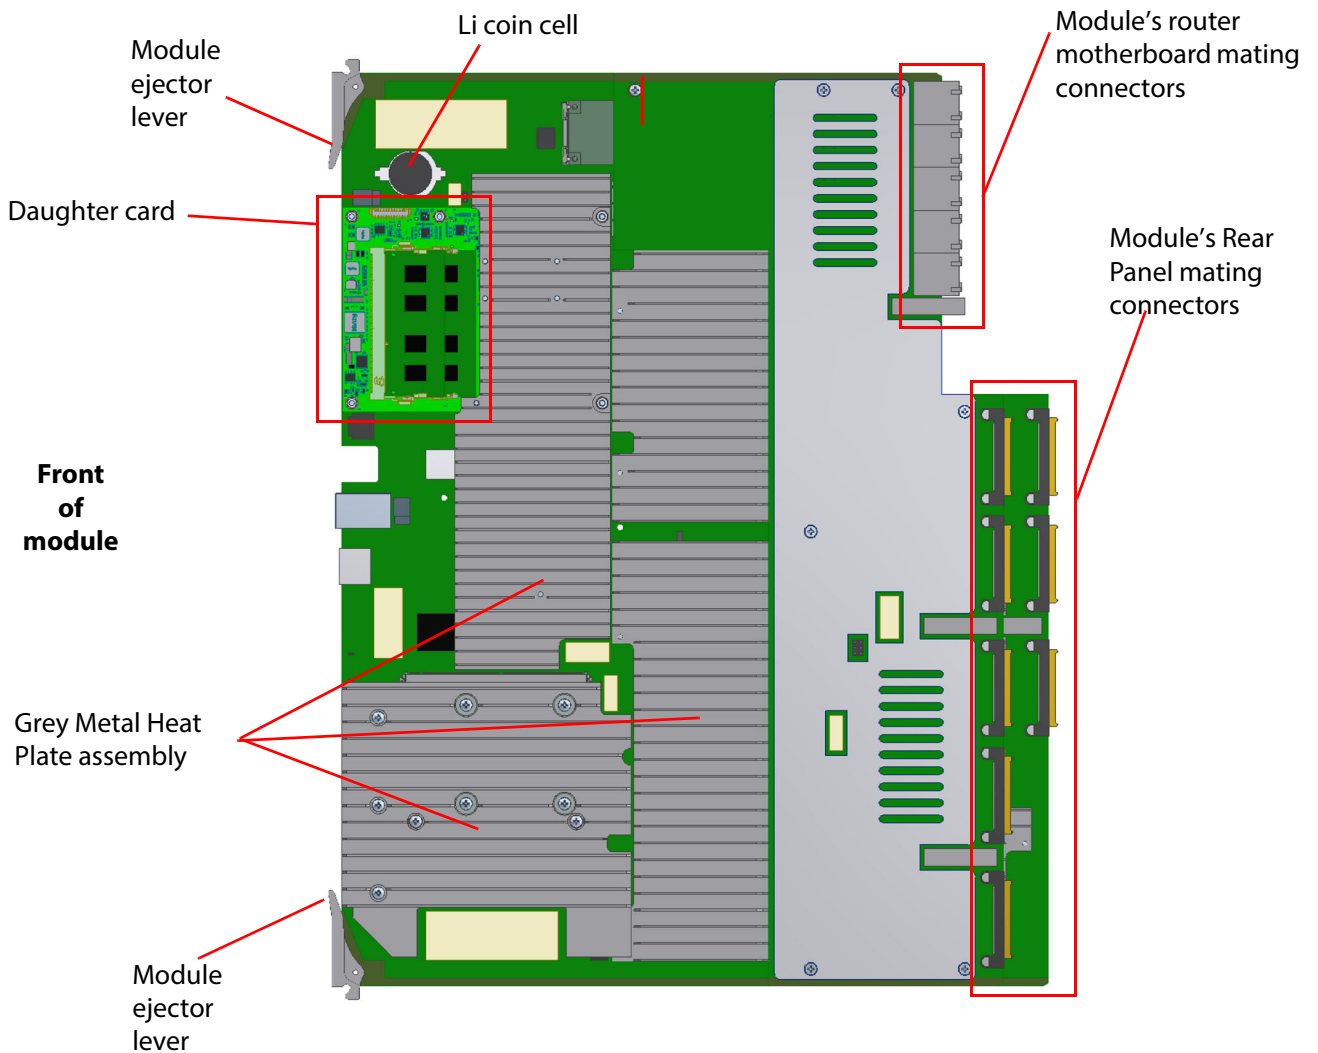 Li coin cell
Module
ejector
lever
Module’s router
motherboard mating
connectors
Daughter card
Module’s Rear
Panel mating
connectors
Front
of
module
Grey Metal Heat
Plate assembly
Module
ejector
lever